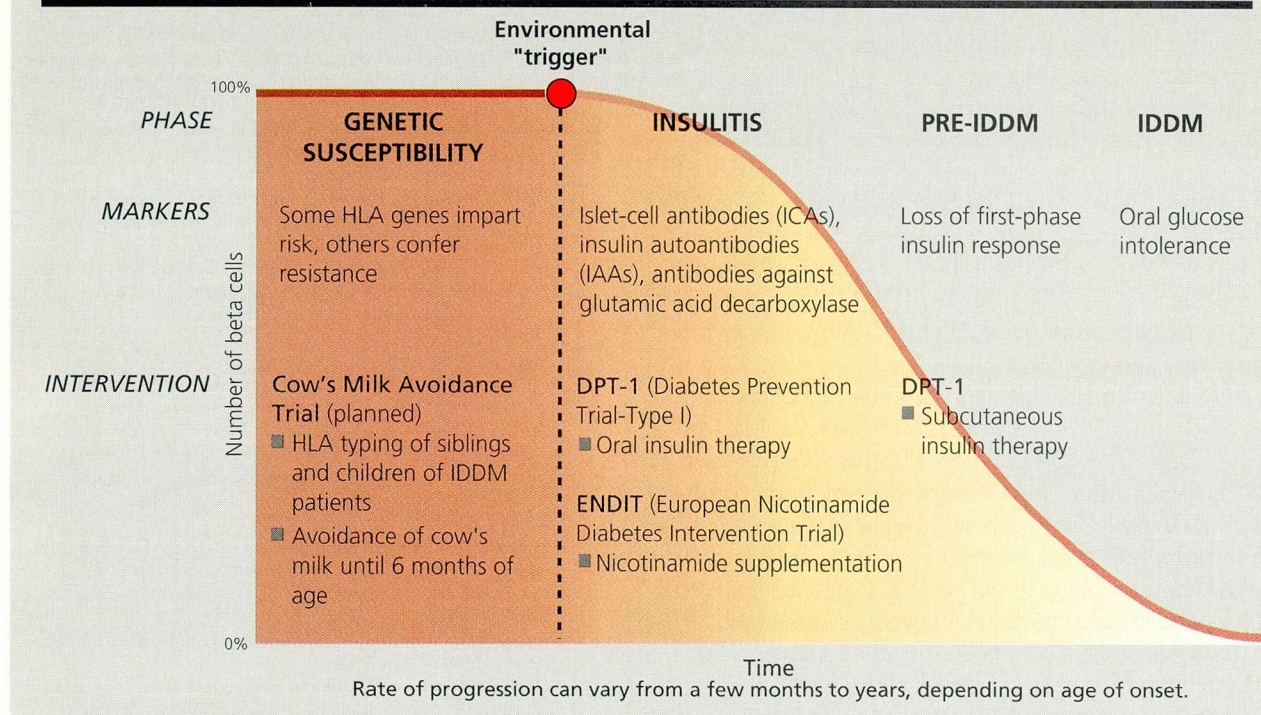 Environmental
"trigger"
100%
PHASE
GENETIC
SUSCEPTIBILITY
INSULITIS
PRE-IDDM
IDDM
MARKERS
Some HLA genes impart
risk, others confer
resistance
Islet-cell antibodies (ICAs),
insulin autoantibodies
(IAAs), antibodies against
glutamic acid decarboxylase
Loss of first-phase
insulin response
Oral glucose
intolerance
Number of beta cells
INTERVENTION
Cow's Milk Avoidance
Trial (planned)
HLA typing of siblings
and children of IDDM
patients
Avoidance of cow's
milk until 6 months of
age
DPT-1 (Diabetes Prevention
Trial-Type I)
Oral insulin therapy
ENDIT (European Nicotinamide
Diabetes Intervention Trial)
Nicotinamide supplementation
DPT-1
Subcutaneous
insulin therapy
0%
Time
Rate of progression can vary from a few months to years, depending on age of onset.